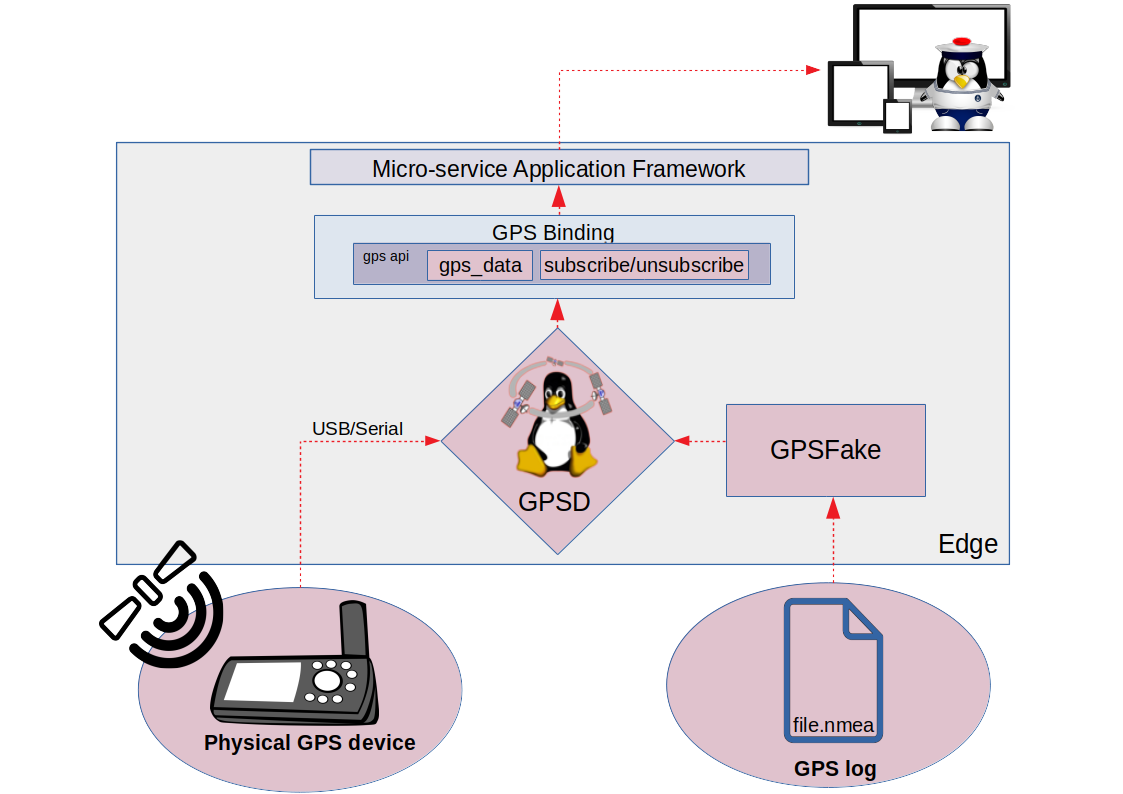 Micro-service Application Framework
GPS Binding
gps api
gps_data
subscribe/unsubscribe
USB/Serial
GPSD
GPSFake
Edge
file.nmea
Physical GPS device
GPS log